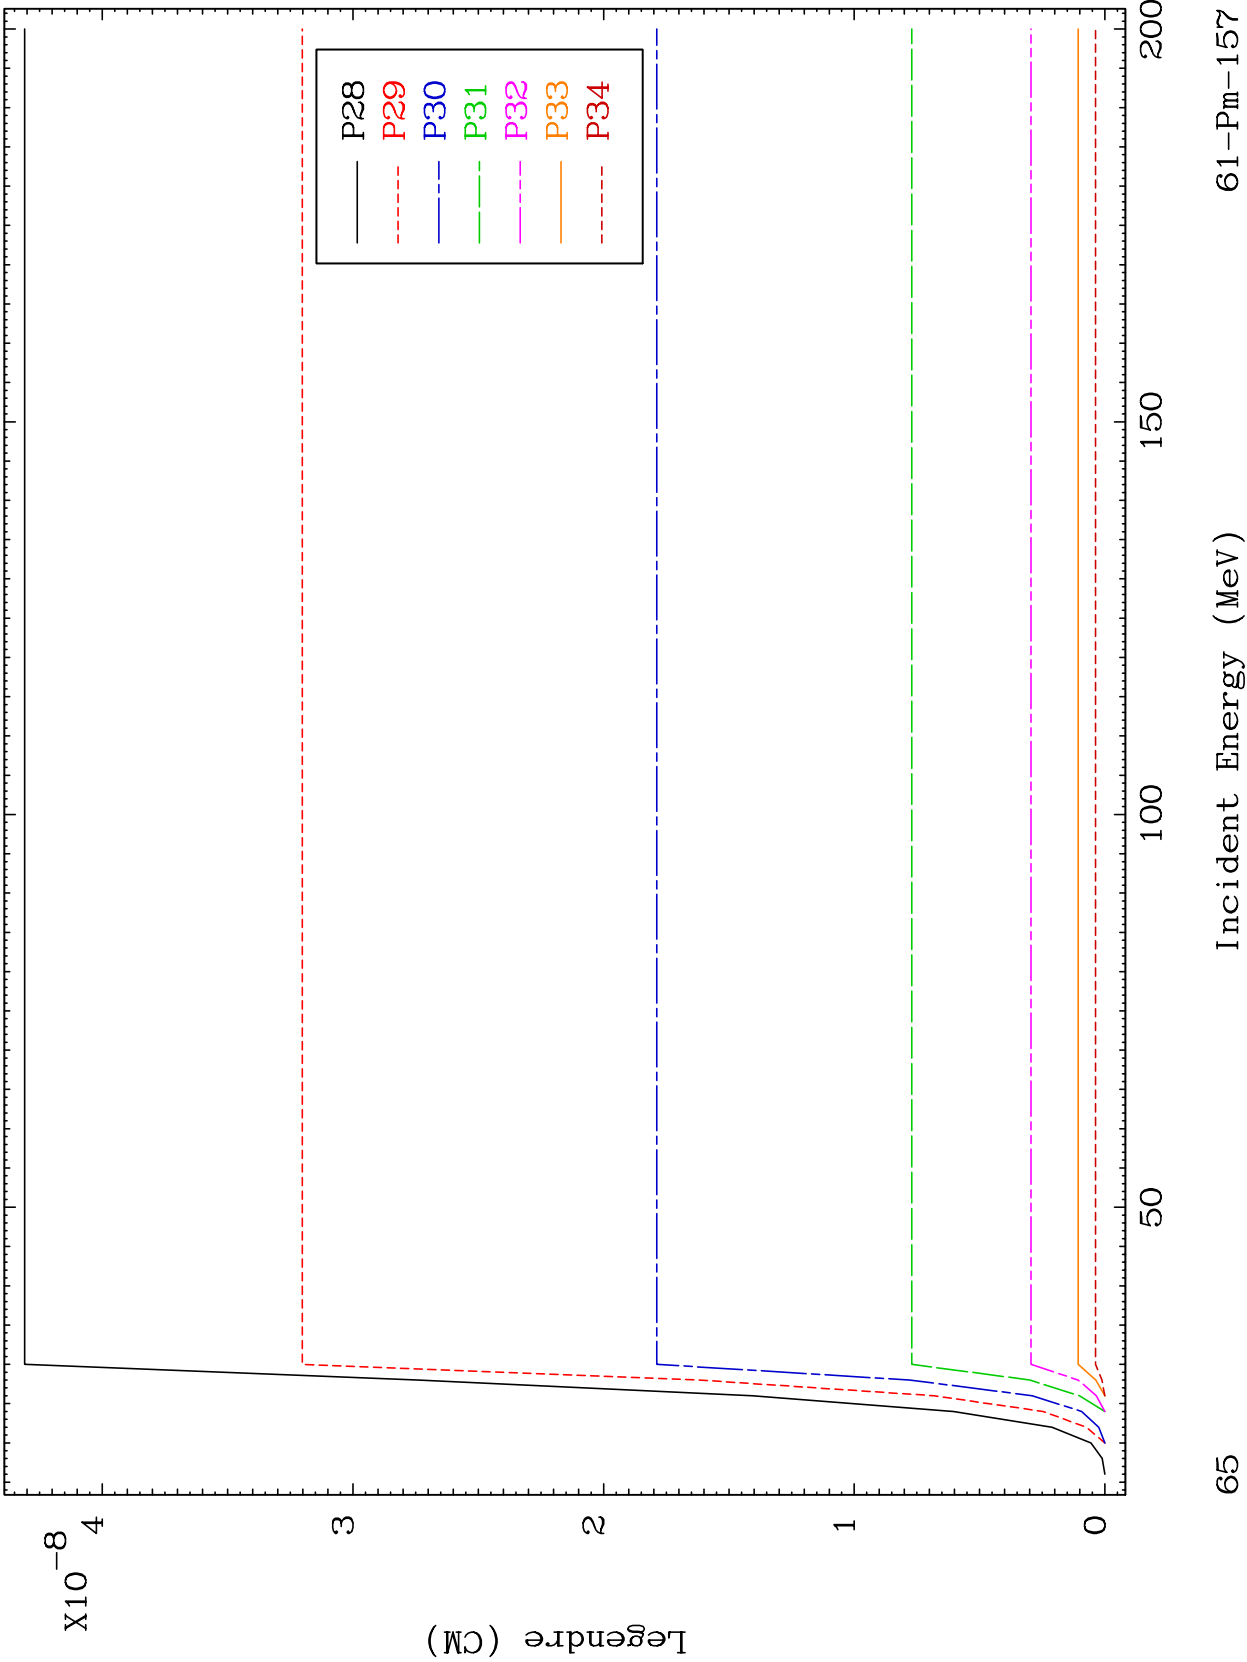 X10-8
4
3
2
1
0
Legendre (CM)
P28
P29
P30
P31
P32
P33
P34
50
100
150
200
Incident Energy (MeV)
65
61-Pm-157